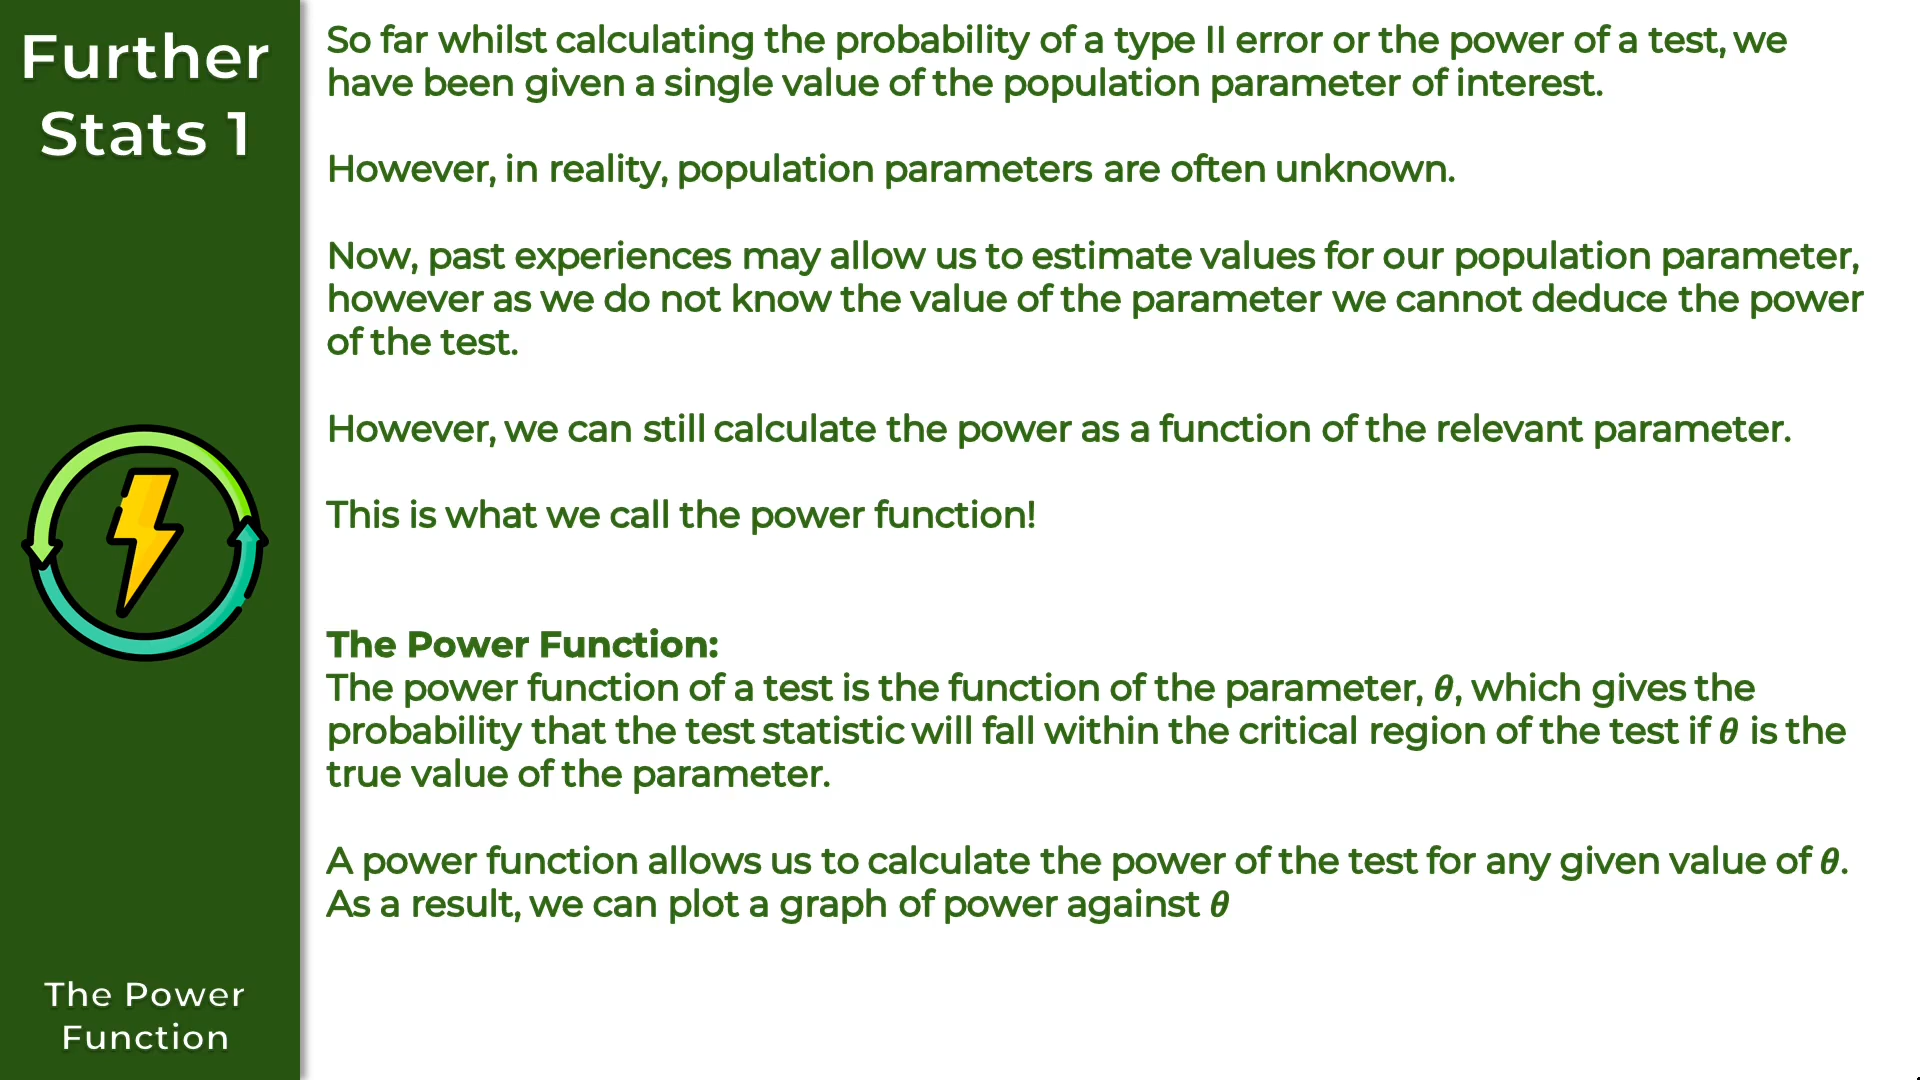 Further
Stats 1
So far whilst calculating the probability of a type II error or the power of a test, we
have been given a single value of the population parameter of interest.
However, in reality, population parameters are often unknown.
Now, past experiences may allow us to estimate values for our population parameter,
however as we do not know the value of the parameter we cannot deduce the power
of the test.
However, we can still calculate the power as a function of the relevant parameter.
This is what we call the power function!
The Power Function:
The power function of a test is the function of the parameter, θ, which gives the
probability that the test statistic will fall within the critical region of the test if θ is the
true value of the parameter.
A power function allows us to calculate the power of the test for any given value of θ.
As a result, we can plot a graph of power against θ
The Power
Function